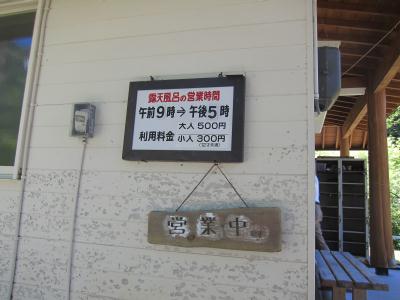 露天風呂の営業時間
午前9時→午後5時
大人500円
利用料金 小人300円
営業中